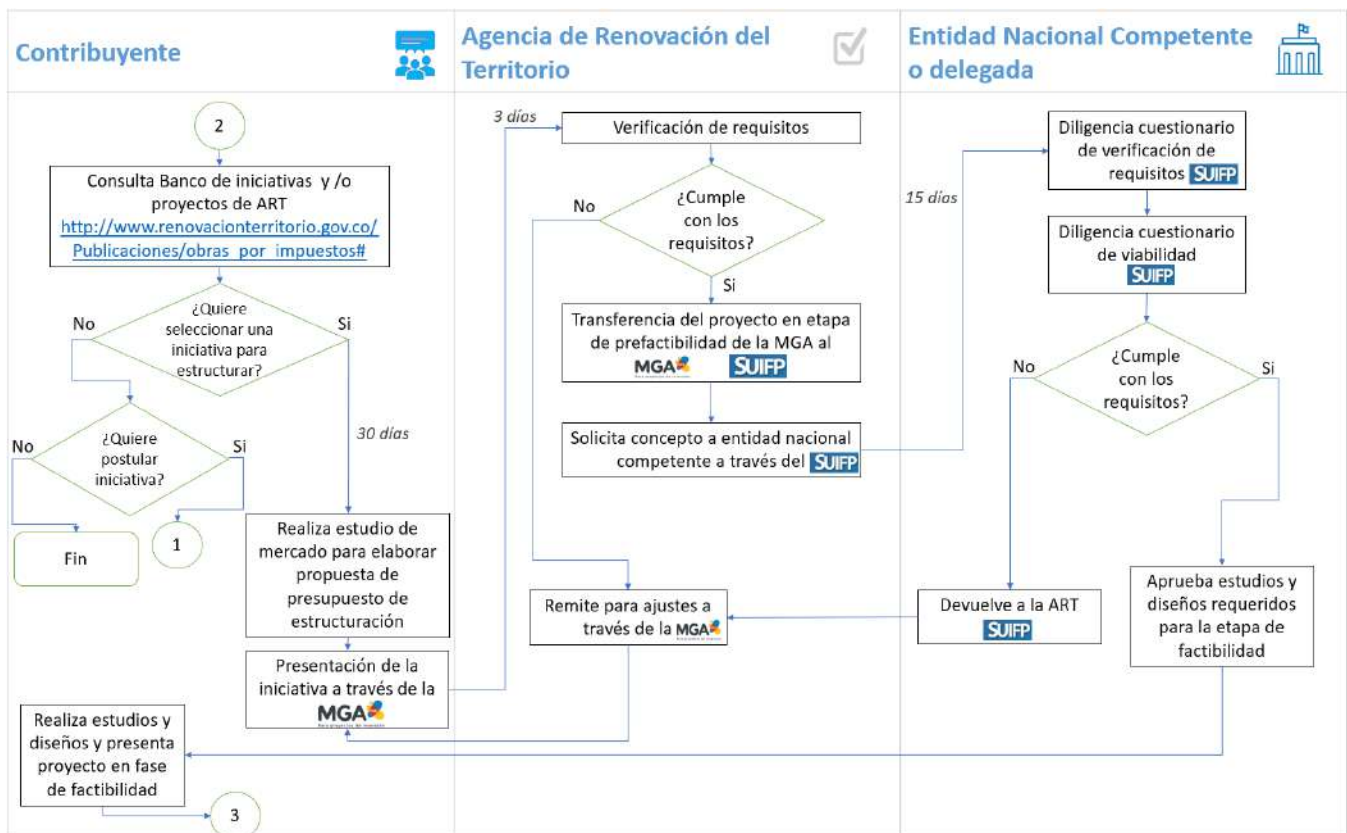 Contribuyente
2
Consulta Banco de iniciativas y /o
proyectos de ART
http://www.renovacionterritorio.gov.co/
Publicaciones/obras_por_impuestos#
¿Quiere
seleccionar una
iniciativa para
estructurar?
No
Si
¿Quiere
postular
iniciativa?
No
Si
30 días
Fin
1
Realiza estudio de
mercado para elaborar
propuesta de
presupuesto de
estructuración
Presentación de la
iniciativa a través de la
MGA
Realiza estudios y
diseños y presenta
proyecto en fase
de factibilidad
3
Agencia de Renovación del
Territorio
3 días
Verificación de requisitos
¿Cumple
con los
requisitos?
No
Si
Transferencia del proyecto en etapa
de prefactibilidad de la MGA al
MGA SUIFP
Solicita concepto a entidad nacional
competente a través del SUIFP
Remite para ajustes a
través de la MGA
Entidad Nacional Competente
o delegada
15 días
Diligencia cuestionario
de verificación de
requisitos SUIFP
Diligencia cuestionario
de viabilidad
SUIFP
¿Cumple
con los
requisitos?
No
Si
Devuelve a la ART
SUIFP
Aprueba estudios y
diseños requeridos
para la etapa de
factibilidad